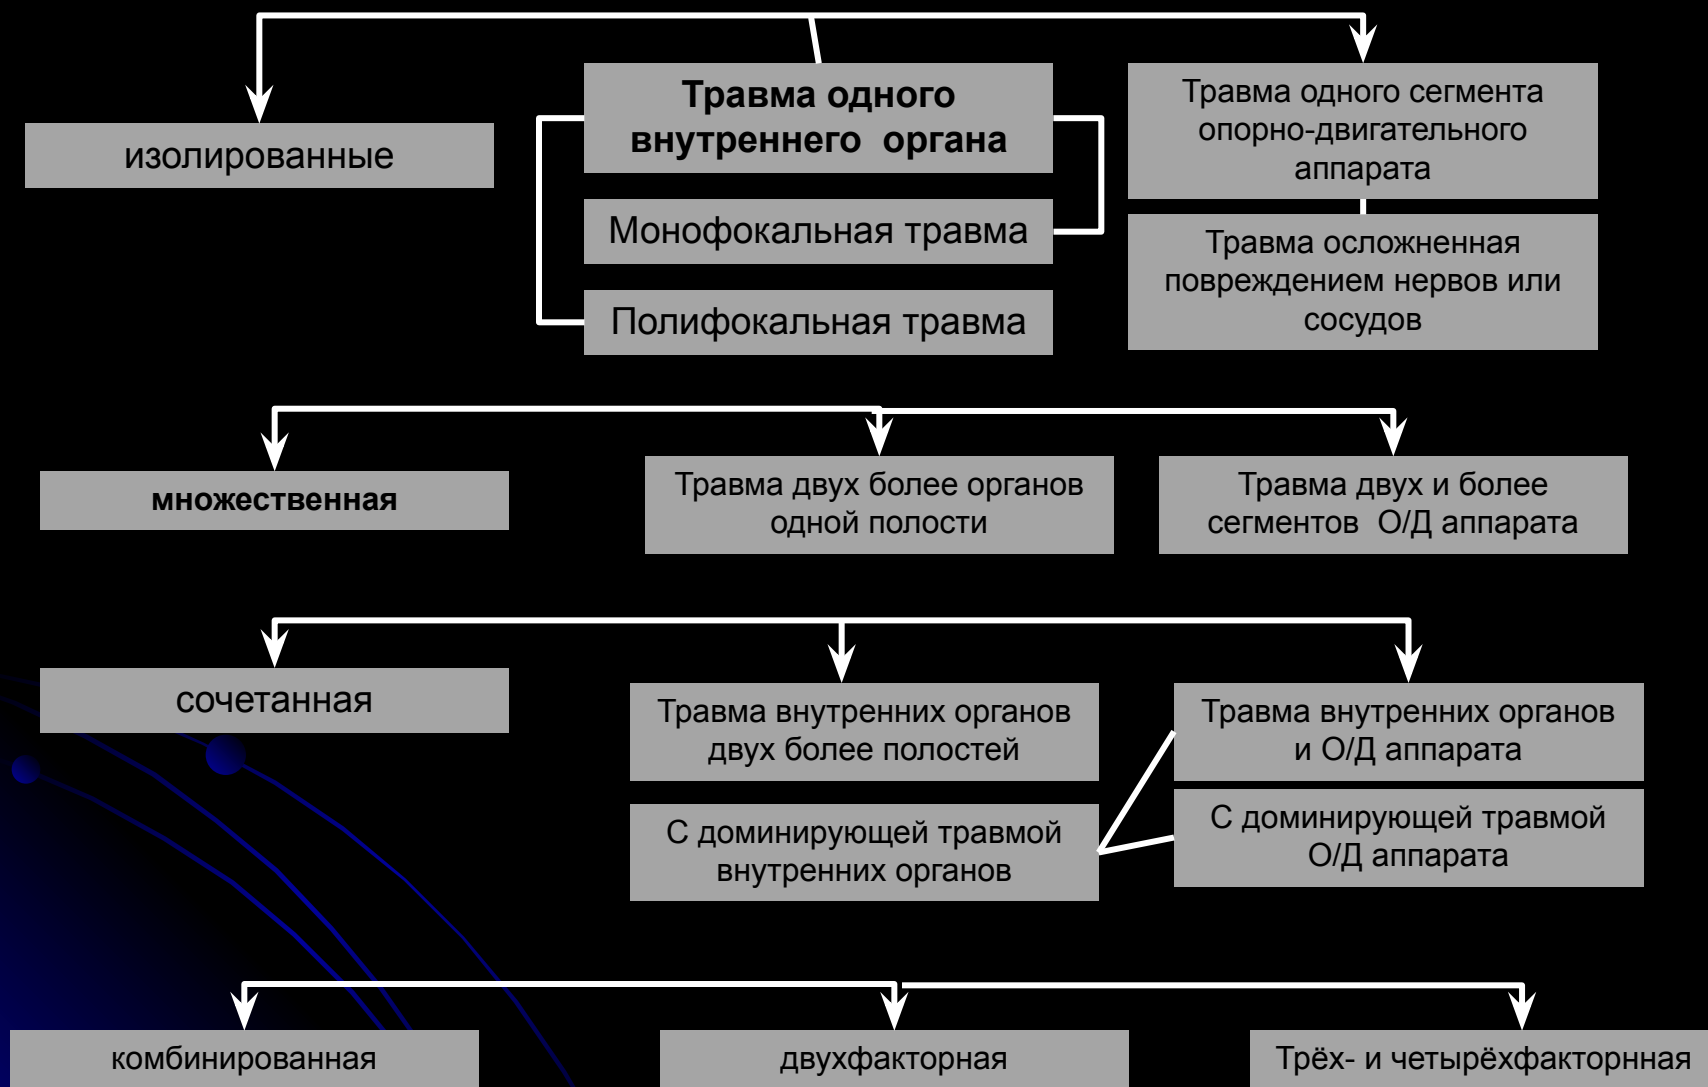 изолированные
Травма одного
внутреннего органа
Монофокальная травма
Полифокальная травма
Травма одного сегмента
опорно-двигательного
аппарата
Травма осложненная
повреждением нервов или
сосудов
множественная
Травма двух более органов
одной полости
Травма двух и более
сегментов О/Д аппарата
сочетанная
Травма внутренних органов
двух более полостей
С доминирующей травмой
внутренних органов
Травма внутренних органов
и О/Д аппарата
С доминирующей травмой
О/Д аппарата
комбинированная
двухфакторная
Трёх- и четырёхфакторнная